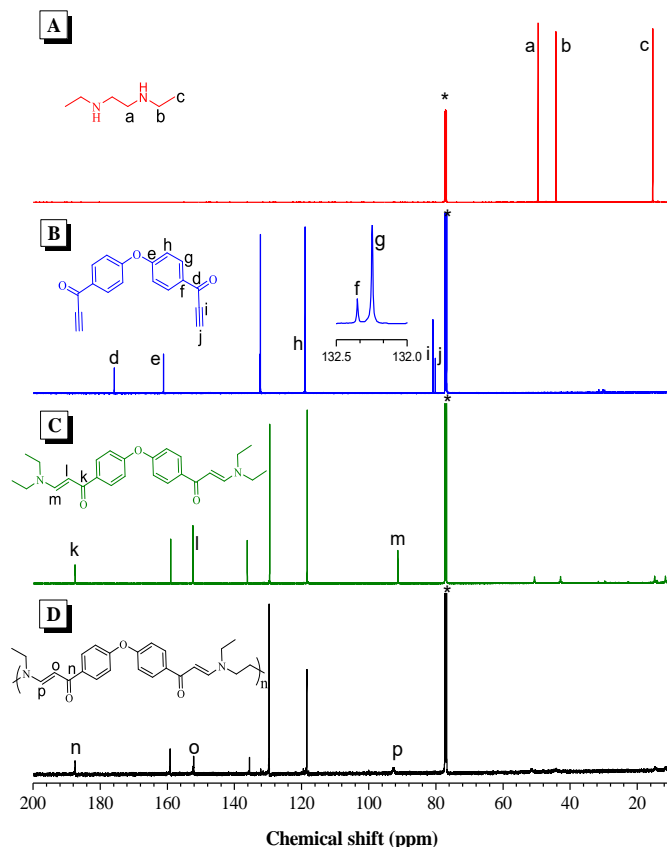 A
a
b
c
*
N
H
H
N
c
a
b
B
*
O
e
h
g
d
O
f
i
j
O
g
f
132.5
132.0
d
e
h
i
j
C
*
O
N
l
k
m
O
O
N
k
l
m
D
*
O
N
o
n
p
O
O
N
n
n
o
p
200
180
160
140
120
100
80
60
40
20
Chemical shift (ppm)